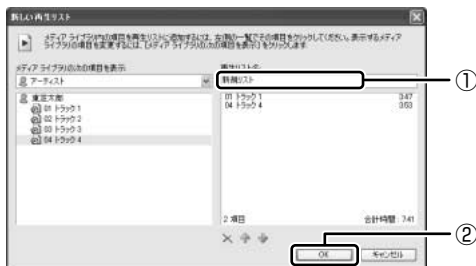 新しい再生リスト
メディア ライブラリ内の項目を再生リストに追加するには、左側の一覧でその項目をクリックしてください。表示するメディア
ライブラリの項目を変更するには、[メディア ライブラリの次の項目を表示] をクリックします。
メディア ライブラリの次の項目を表示
再生リスト名:
アーティスト
新規リスト
①
東芝太郎
01 トラック 1
02 トラック 2
03 トラック 3
04 トラック 4
01 トラック 1 3:47
04 トラック 4 3:53
2 項目
合計時間: 7:41
②
OK
キャンセル